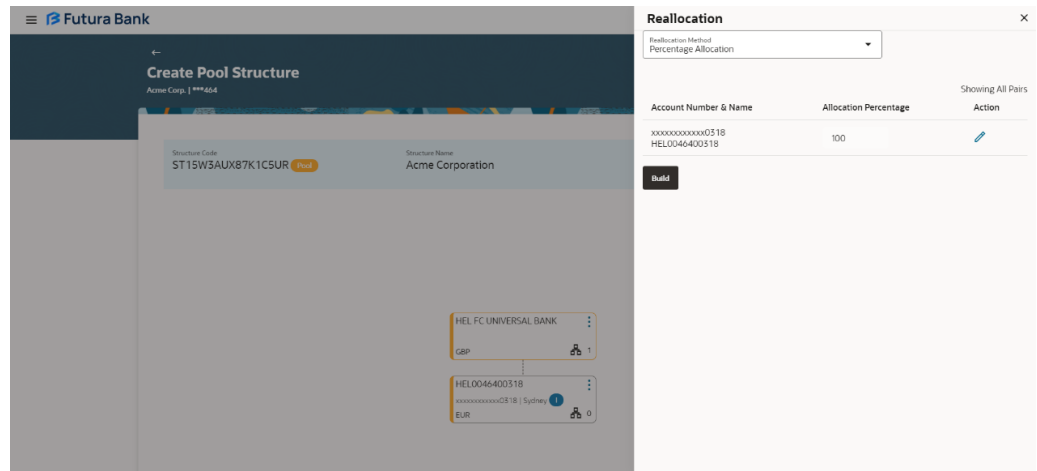 Futura Bank
Create Pool Structure
Acme Corp. | ***464
Structure Code
ST15W3AUX87K1C5UR Pool
Structure Name
Acme Corporation
HEL FC UNIVERSAL BANK
GBP 1
HEL0046400318
xxxxxxxxxxxx0318 | Sydney I
EUR 0
Reallocation
Reallocation Method
Percentage Allocation
Showing All Pairs
Account Number & Name Allocation Percentage Action
xxxxxxxxxxxx0318
HEL0046400318
100
Build